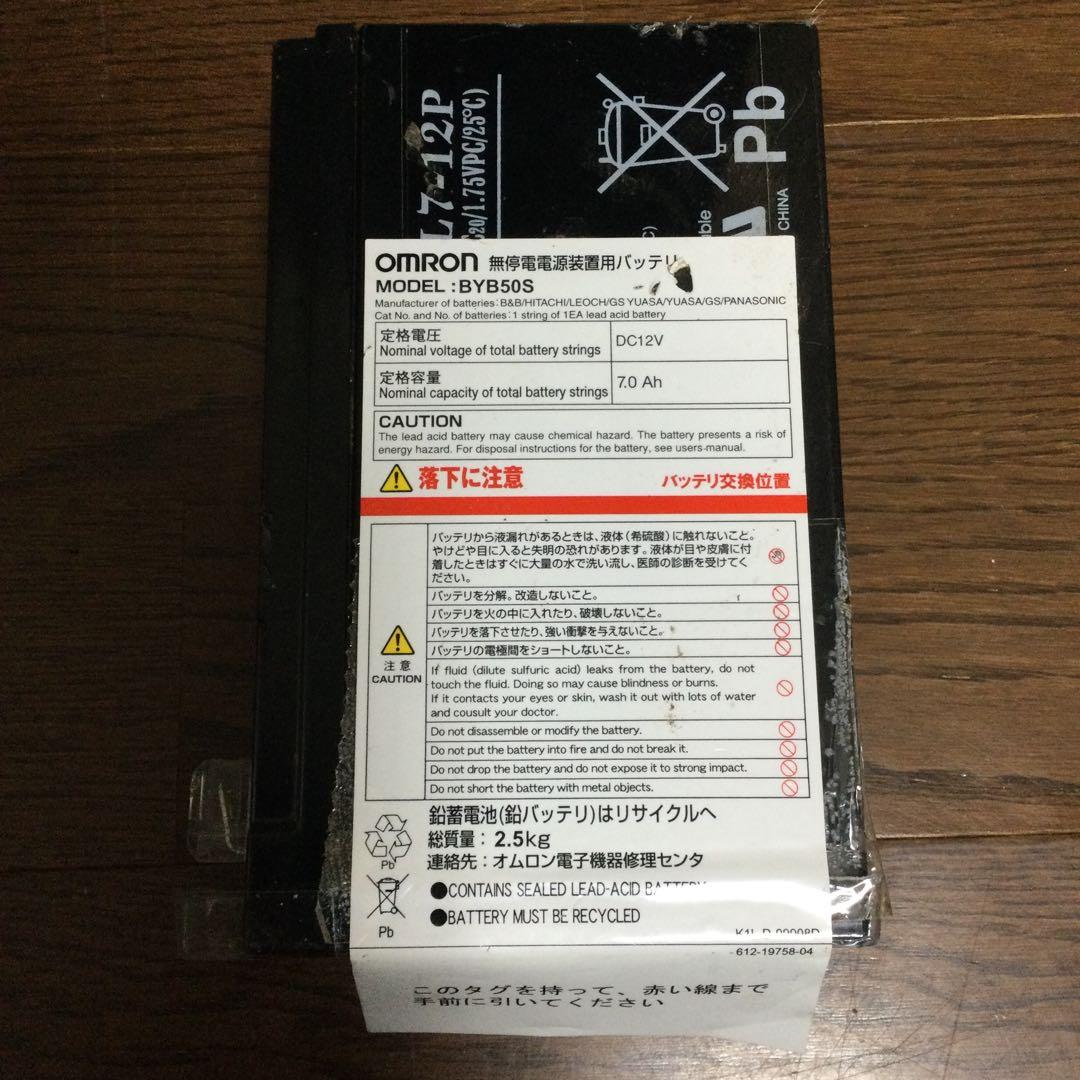 L7-12P
C20/1.75VPC/25°C)
Pb
CHINA
OMRON 無停電電源装置用バッテリ
MODEL : BYB50S
Manufacturer of batteries : B&B/HITACHI/LEOCH/GS YUASA/YUASA/GS/PANASONIC
Cat No. and No. of batteries : 1 string of 1EA lead acid battery
定格電圧
Nominal voltage of total battery strings
DC12V
定格容量
Nominal capacity of total battery strings
7.0 Ah
CAUTION
The lead acid battery may cause chemical hazard. The battery presents a risk of
energy hazard. For disposal instructions for the battery, see users-manual.
落下に注意
バッテリ交換位置
バッテリから液漏れがあるときは、液体(希硫酸)に触れないこと。
やけどや目に入ると失明の恐れがあります。液体が目や皮膚に付
着したときはすぐに大量の水で洗い流し、医師の診断を受けてく
ださい。
バッテリを分解。改造しないこと。
バッテリを火の中に入れたり、破壊しないこと。
バッテリを落下させたり、強い衝撃を与えないこと。
バッテリの電極間をショートしないこと。
注意
CAUTION
If fluid (dilute sulfuric acid) leaks from the battery, do not
touch the fluid. Doing so may cause blindness or burns.
If it contacts your eyes or skin, wash it out with lots of water
and cousult your doctor.
Do not disassemble or modify the battery.
Do not put the battery into fire and do not break it.
Do not drop the battery and do not expose it to strong impact.
Do not short the battery with metal objects.
鉛蓄電池(鉛バッテリ)はリサイクルへ
総質量：2.5kg
連絡先：オムロン電子機器修理センタ
Pb
●CONTAINS SEALED LEAD-ACID BATTERY
●BATTERY MUST BE RECYCLED
Pb
612-19758-04
このタグを持って、赤い線まで
手前に引いてください